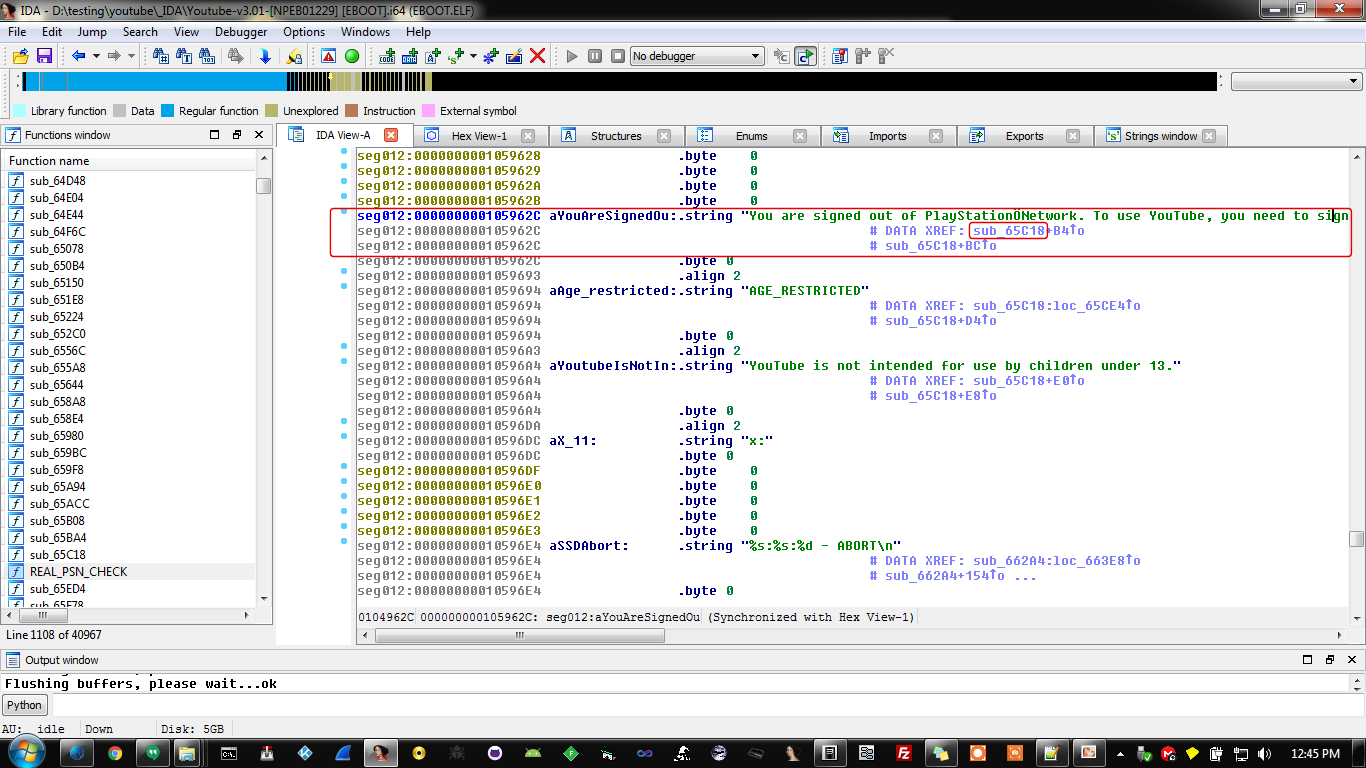 IDA - D:\testing\youtube\_IDA\Youtube-v3.01-[NPEB01229] [EBOOT].i64 (EBOOT.ELF)
File Edit Jump Search View Debugger Options Windows Help
No debugger
Library function Data Regular function Unexplored Instruction External symbol
Functions window
IDA View-A Hex View-1 Structures Enums Imports Exports Strings window
Function name
sub_64D48
sub_64E04
sub_64E44
sub_64F6C
sub_65078
sub_650B4
sub_65150
sub_651E8
sub_65224
sub_652C0
sub_6556C
sub_655A8
sub_65644
sub_658A8
sub_658E4
sub_65980
sub_659BC
sub_659F8
sub_65A94
sub_65ACC
sub_65B08
sub_65BA4
sub_65C18
REAL_PSN_CHECK
sub_65ED4
sub_65F78
Line 1108 of 40967
seg012:0000000001059628 .byte 0
seg012:0000000001059629 .byte 0
seg012:000000000105962A .byte 0
seg012:000000000105962B .byte 0
seg012:000000000105962C aYouAreSignedOu:.string "You are signed out of PlayStationÖNetwork. To use YouTube, you need to sign
seg012:000000000105962C # DATA XREF: sub_65C18+B4↑o
seg012:000000000105962C # sub_65C18+BC↑o
seg012:000000000105962C .byte 0
seg012:0000000001059693 .align 2
seg012:0000000001059694 aAge_restricted:.string "AGE_RESTRICTED"
seg012:0000000001059694 # DATA XREF: sub_65C18:loc_65CE4↑o
seg012:0000000001059694 # sub_65C18+D4↑o
seg012:0000000001059694 .byte 0
seg012:00000000010596A3 .align 2
seg012:00000000010596A4 aYoutubeIsNotIn:.string "YouTube is not intended for use by children under 13."
seg012:00000000010596A4 # DATA XREF: sub_65C18+E0↑o
seg012:00000000010596A4 # sub_65C18+E8↑o
seg012:00000000010596A4 .byte 0
seg012:00000000010596DA .align 2
seg012:00000000010596DC aX_11: .string "x:"
seg012:00000000010596DC .byte 0
seg012:00000000010596DF .byte 0
seg012:00000000010596E0 .byte 0
seg012:00000000010596E1 .byte 0
seg012:00000000010596E2 .byte 0
seg012:00000000010596E3 .byte 0
seg012:00000000010596E4 aSSDAbort: .string "%s:%s:%d - ABORT\n"
seg012:00000000010596E4 # DATA XREF: sub_662A4:loc_663E8↑o
seg012:00000000010596E4 # sub_662A4+154↑o ...
seg012:00000000010596E4 .byte 0
0104962C 000000000105962C: seg012:aYouAreSignedOu (Synchronized with Hex View-1)
Output window
Flushing buffers, please wait...ok
Python
AU: idle Down Disk: 5GB
12:45 PM